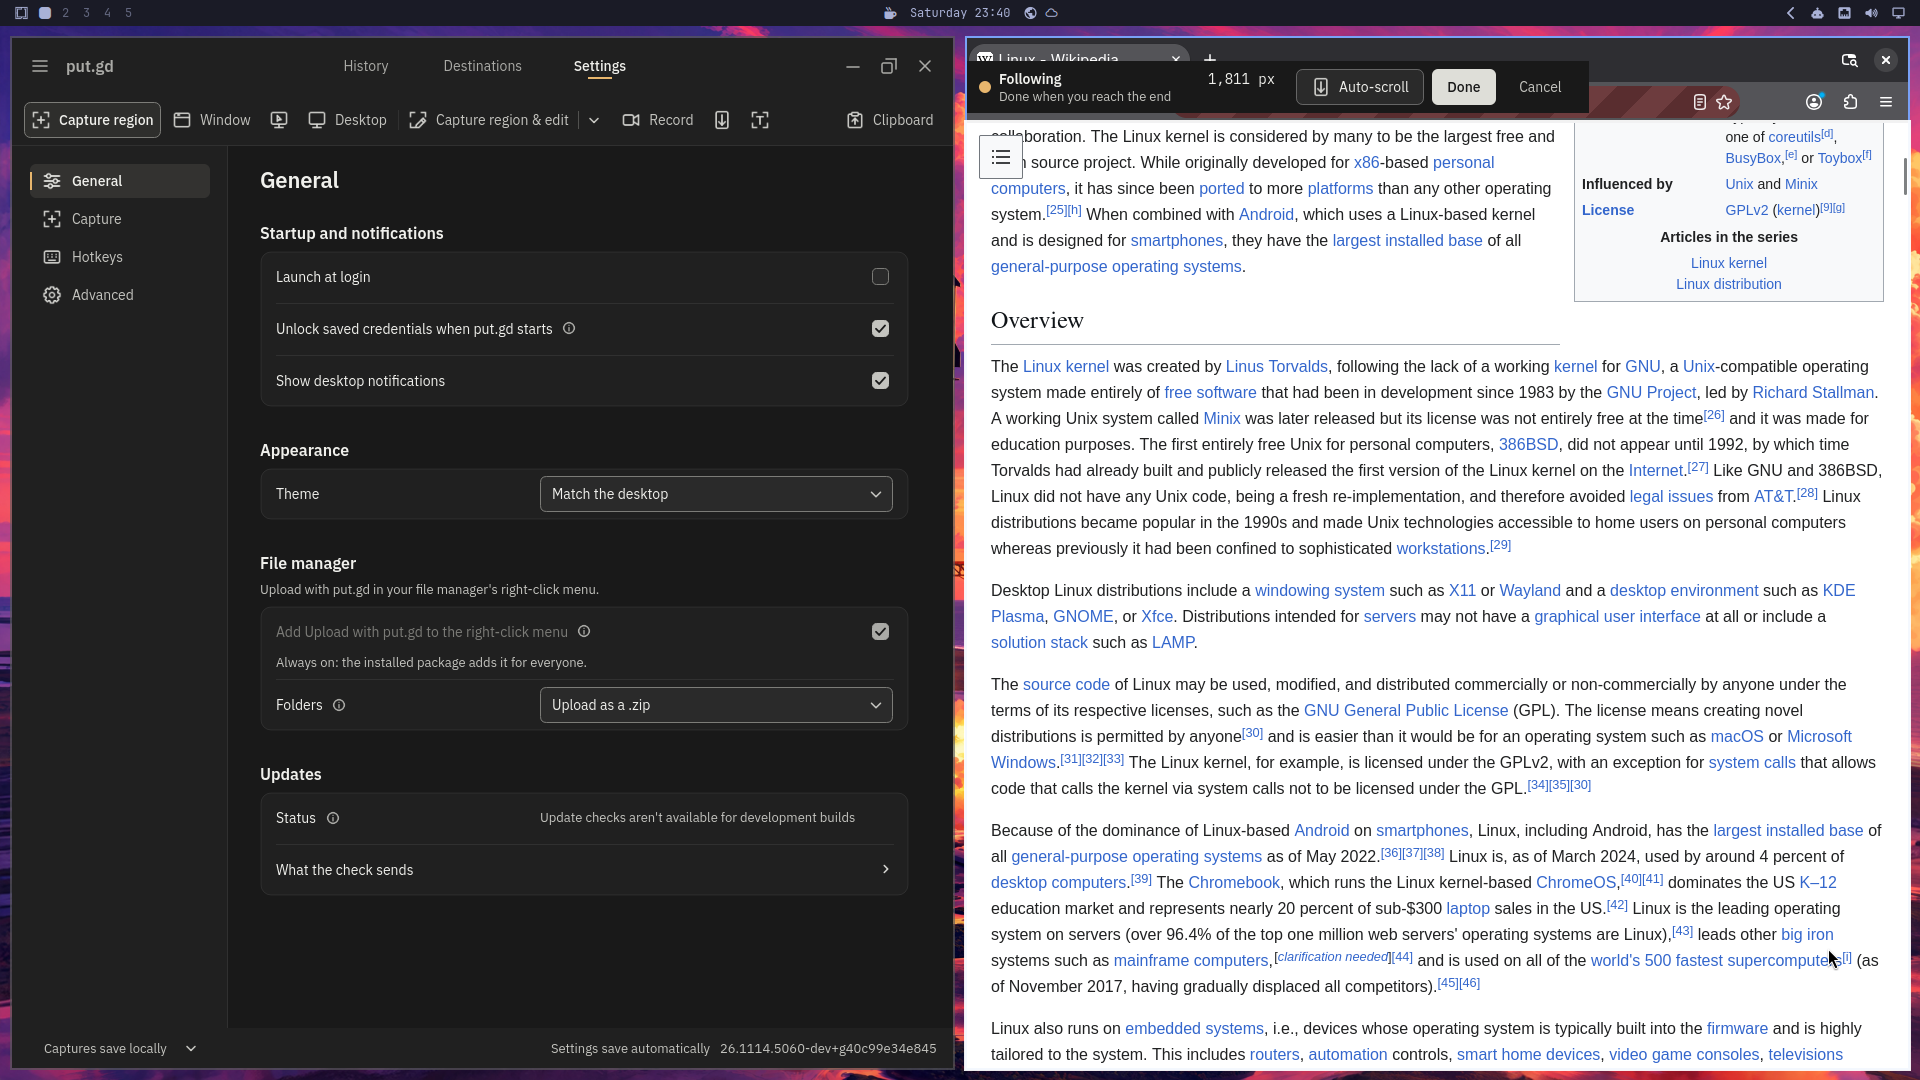 2 3 4 5
Saturday 23:40
put.gd
History
Destinations
Settings
Capture region
Window
Desktop
Capture region & edit
Record
Clipboard
General
Capture
Hotkeys
Advanced
General
Startup and notifications
Launch at login
Unlock saved credentials when put.gd starts
Show desktop notifications
Appearance
Theme
Match the desktop
File manager
Upload with put.gd in your file manager's right-click menu.
Add Upload with put.gd to the right-click menu
Always on: the installed package adds it for everyone.
Folders
Upload as a .zip
Updates
Status
Update checks aren't available for development builds
What the check sends
Captures save locally
Settings save automatically 26.1114.5060-dev+g40c99e34e845
Linux - Wikipedia
Following
Done when you reach the end
1,811 px
Auto-scroll
Done
Cancel
The Linux kernel is considered by many to be the largest free and
source project. While originally developed for x86-based personal
computers, it has since been ported to more platforms than any other operating
system.[25][h] When combined with Android, which uses a Linux-based kernel
and is designed for smartphones, they have the largest installed base of all
general-purpose operating systems.
one of coreutils[d],
BusyBox,[e] or Toybox[f]
Influenced by Unix and Minix
License GPLv2 (kernel)[9][g]
Articles in the series
Linux kernel
Linux distribution
Overview
The Linux kernel was created by Linus Torvalds, following the lack of a working kernel for GNU, a Unix-compatible operating
system made entirely of free software that had been in development since 1983 by the GNU Project, led by Richard Stallman.
A working Unix system called Minix was later released but its license was not entirely free at the time[26] and it was made for
education purposes. The first entirely free Unix for personal computers, 386BSD, did not appear until 1992, by which time
Torvalds had already built and publicly released the first version of the Linux kernel on the Internet.[27] Like GNU and 386BSD,
Linux did not have any Unix code, being a fresh re-implementation, and therefore avoided legal issues from AT&T.[28] Linux
distributions became popular in the 1990s and made Unix technologies accessible to home users on personal computers
whereas previously it had been confined to sophisticated workstations.[29]
Desktop Linux distributions include a windowing system such as X11 or Wayland and a desktop environment such as KDE
Plasma, GNOME, or Xfce. Distributions intended for servers may not have a graphical user interface at all or include a
solution stack such as LAMP.
The source code of Linux may be used, modified, and distributed commercially or non-commercially by anyone under the
terms of its respective licenses, such as the GNU General Public License (GPL). The license means creating novel
distributions is permitted by anyone[30] and is easier than it would be for an operating system such as macOS or Microsoft
Windows.[31][32][33] The Linux kernel, for example, is licensed under the GPLv2, with an exception for system calls that allows
code that calls the kernel via system calls not to be licensed under the GPL.[34][35][30]
Because of the dominance of Linux-based Android on smartphones, Linux, including Android, has the largest installed base of
all general-purpose operating systems as of May 2022.[36][37][38] Linux is, as of March 2024, used by around 4 percent of
desktop computers.[39] The Chromebook, which runs the Linux kernel-based ChromeOS,[40][41] dominates the US K–12
education market and represents nearly 20 percent of sub-$300 laptop sales in the US.[42] Linux is the leading operating
system on servers (over 96.4% of the top one million web servers' operating systems are Linux),[43] leads other big iron
systems such as mainframe computers,[clarification needed][44] and is used on all of the world's 500 fastest supercomputers[i] (as
of November 2017, having gradually displaced all competitors).[45][46]
Linux also runs on embedded systems, i.e., devices whose operating system is typically built into the firmware and is highly
tailored to the system. This includes routers, automation controls, smart home devices, video game consoles, televisions